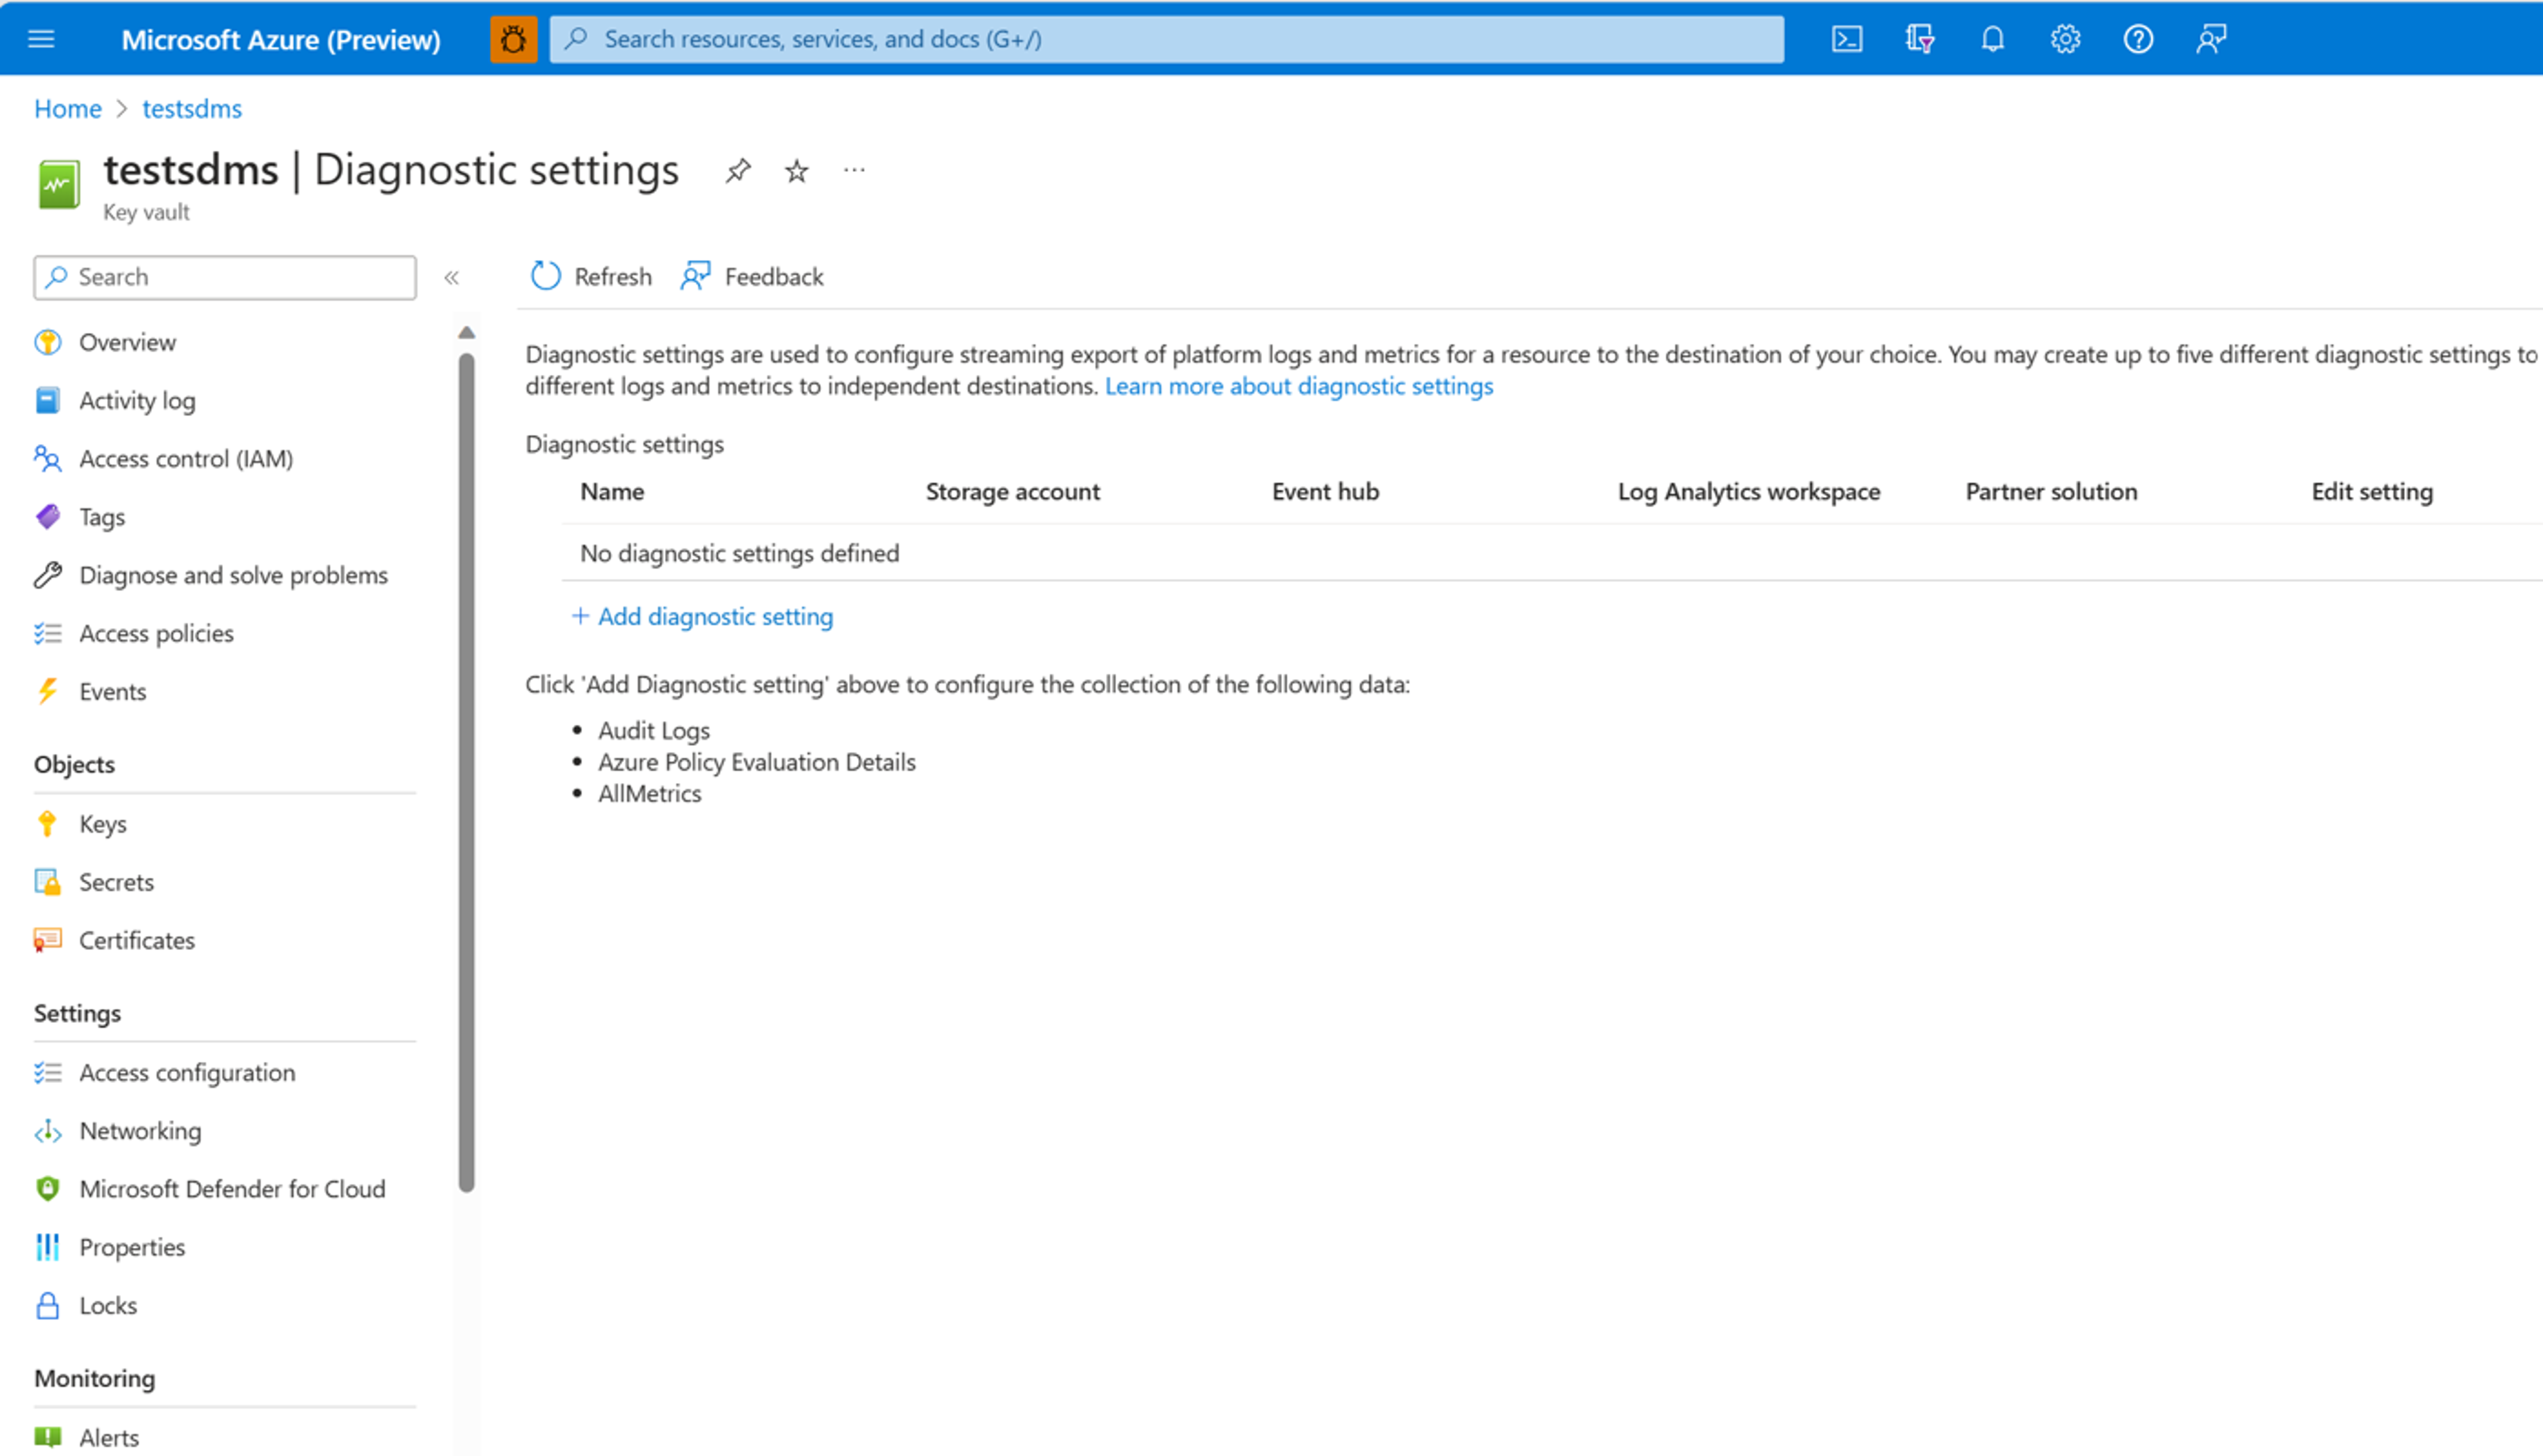 Microsoft Azure (Preview)
Search resources, services, and docs (G+/)
Home > testsdms
testsdms | Diagnostic settings
Key vault
Search
Refresh
Feedback
Overview
Activity log
Access control (IAM)
Tags
Diagnose and solve problems
Access policies
Events
Objects
Keys
Secrets
Certificates
Settings
Access configuration
Networking
Microsoft Defender for Cloud
Properties
Locks
Monitoring
Alerts
Diagnostic settings are used to configure streaming export of platform logs and metrics for a resource to the destination of your choice. You may create up to five different diagnostic settings to
different logs and metrics to independent destinations. Learn more about diagnostic settings
Diagnostic settings
Name Storage account Event hub Log Analytics workspace Partner solution Edit setting
No diagnostic settings defined
+ Add diagnostic setting
Click 'Add Diagnostic setting' above to configure the collection of the following data:
• Audit Logs
• Azure Policy Evaluation Details
• AllMetrics